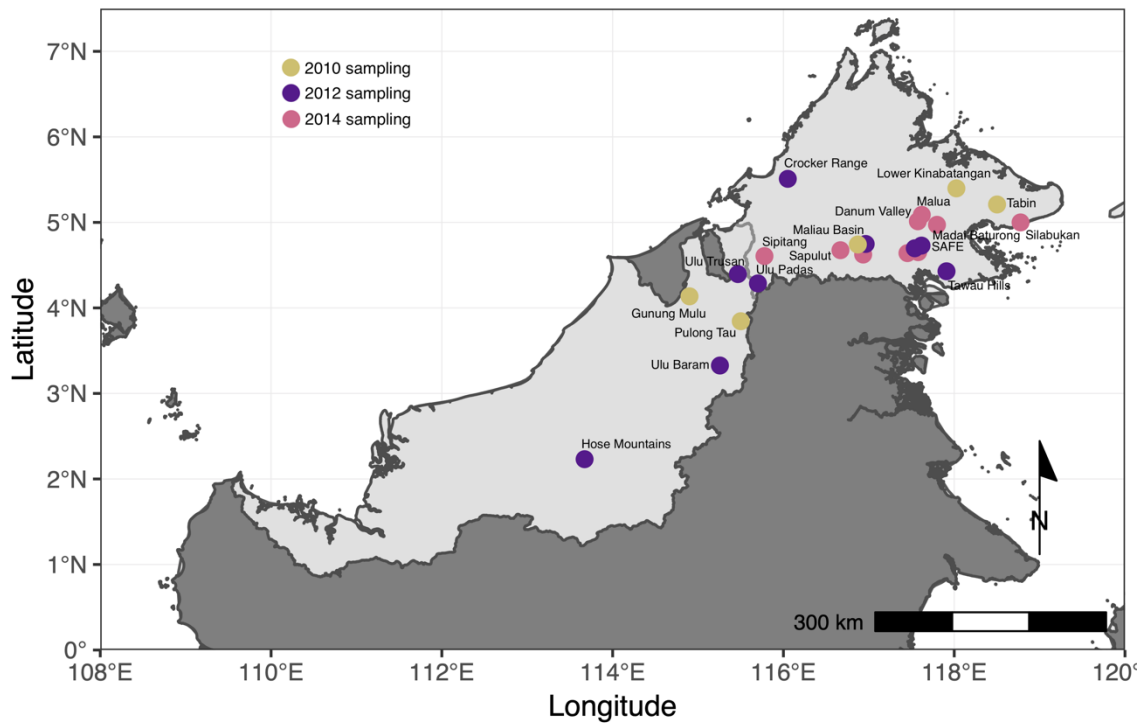 7°N
2010 sampling
2012 sampling
2014 sampling
6°N
Crocker Range
Lower Kinabatangan
Malua
Tabin
Danum Valley
5°N
Maliau Basin
Madai Baturong
Silabukan
Sipitang
SAFE
Sapulut
Ulu Trusan
Ulu Padas
Tawau Hills
4°N
Gunung Mulu
Pulong Tau
Ulu Baram
3°N
Hose Mountains
2°N
N
1°N
300 km
0°
108°E
110°E
112°E
114°E
116°E
118°E
120°
Longitude
Latitude